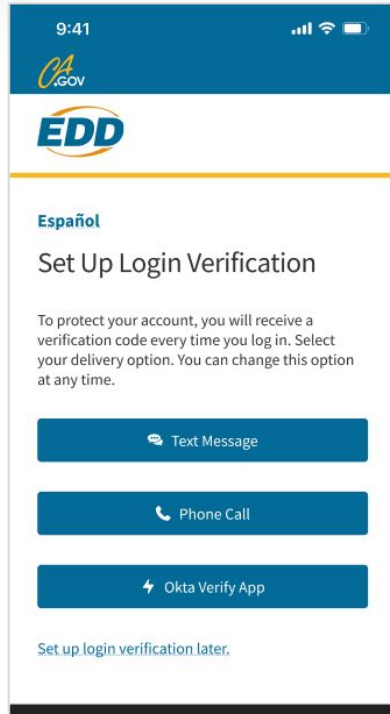 9:41
CA.GOV
EDD
Español
Set Up Login Verification
To protect your account, you will receive a
verification code every time you log in. Select
your delivery option. You can change this option
at any time.
Text Message
Phone Call
Okta Verify App
Set up login verification later.